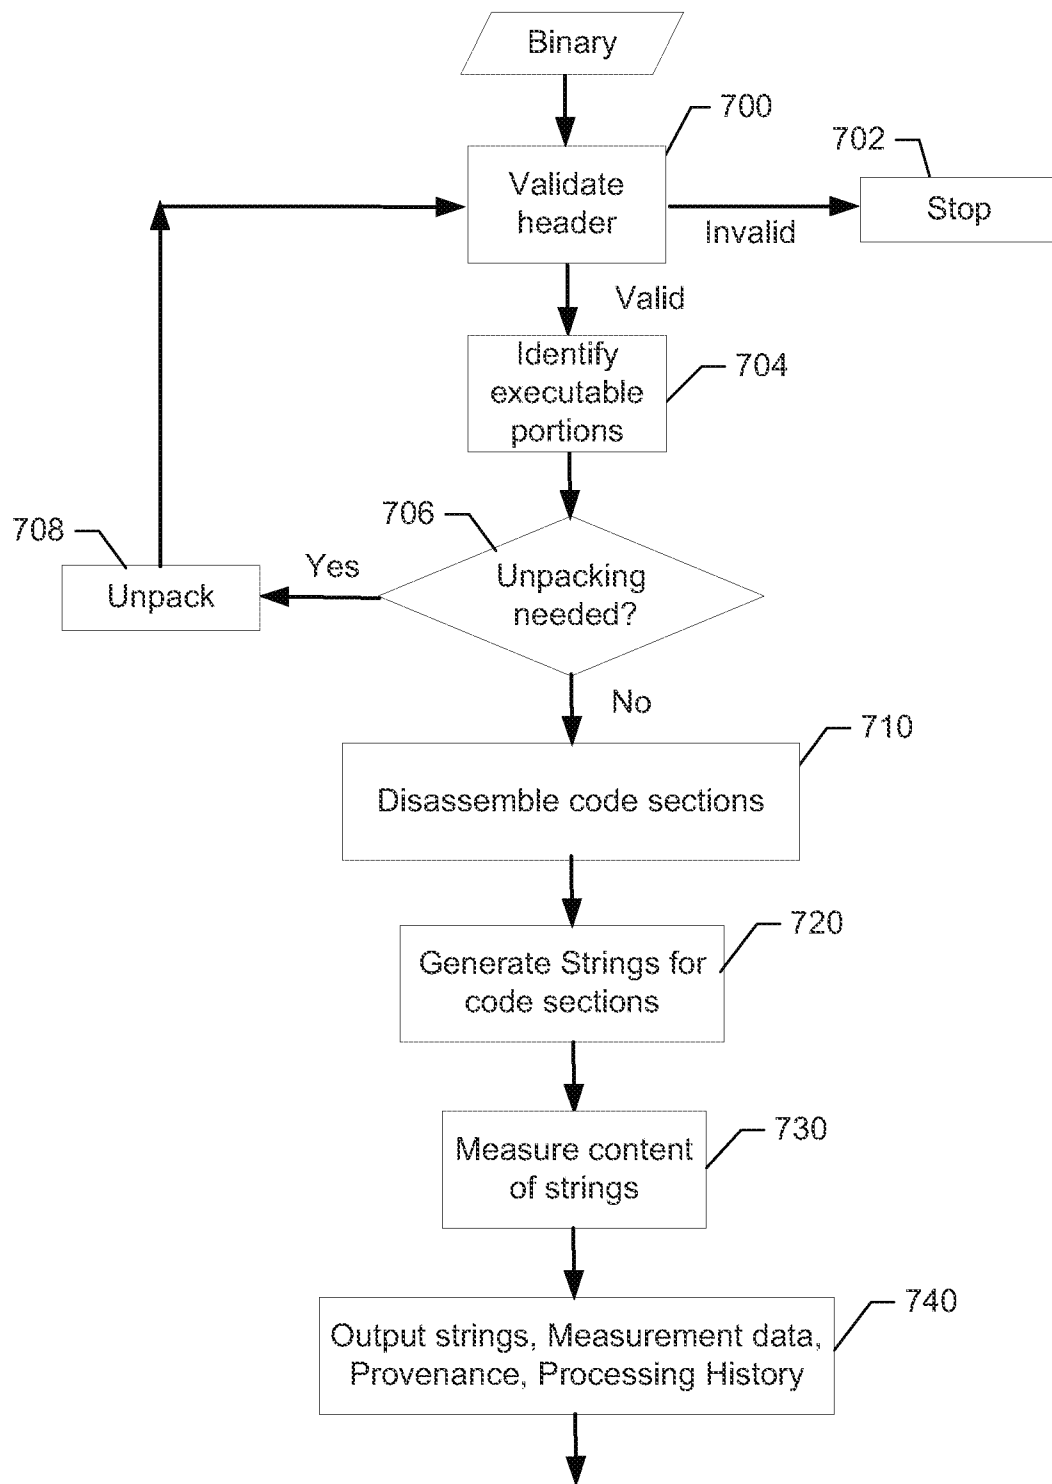 Binary
700
702
Validate
header
Stop
Invalid
Valid
Identify
executable
portions
704
706
708
Yes
Unpack
Unpacking
needed?
No
710
Disassemble code sections
720
Generate Strings for
code sections
730
Measure content
of strings
740
Output strings, Measurement data,
Provenance, Processing History